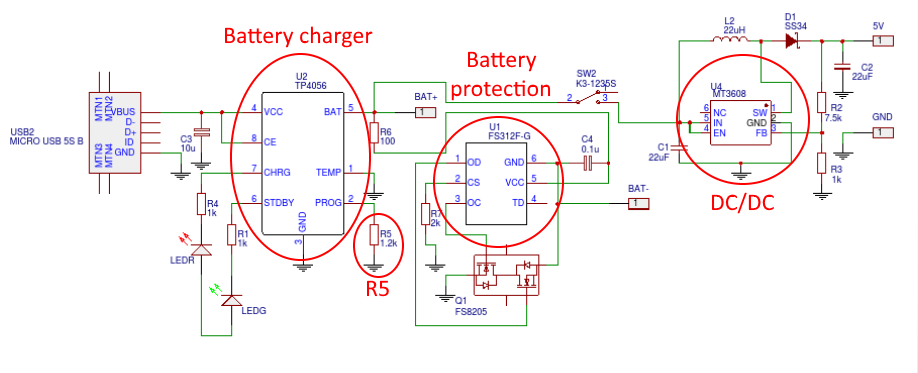 Battery charger
Battery
protection
L2
22uH
D1
SS34
5V
1
USB2
MICRO USB 5S B
MTN1
MTN2
VBUS
D-
D+
ID
GND
MTN3
MTN4
C3
10u
U2
TP4056
4 VCC
8 CE
7 CHRG
6 STDBY
BAT 5
TEMP 1
PROG 2
GND
3
R4
1k
R1
1k
LEDR
LEDG
BAT+
1
R6
100
R5
1.2k
R5
U1
FS312F-G
1 OD
2 CS
3 OC
GND 6
VCC 5
TD 4
R7
2k
C4
0.1u
Q1
FS8205
BAT-
1
SW2
K3-1235S
2
3
U4
MT3608
6 NC
5 IN
4 EN
SW 1
GND 2
FB 3
C1
22uF
DC/DC
C2
22uF
R2
7.5k
GND
1
R3
1k